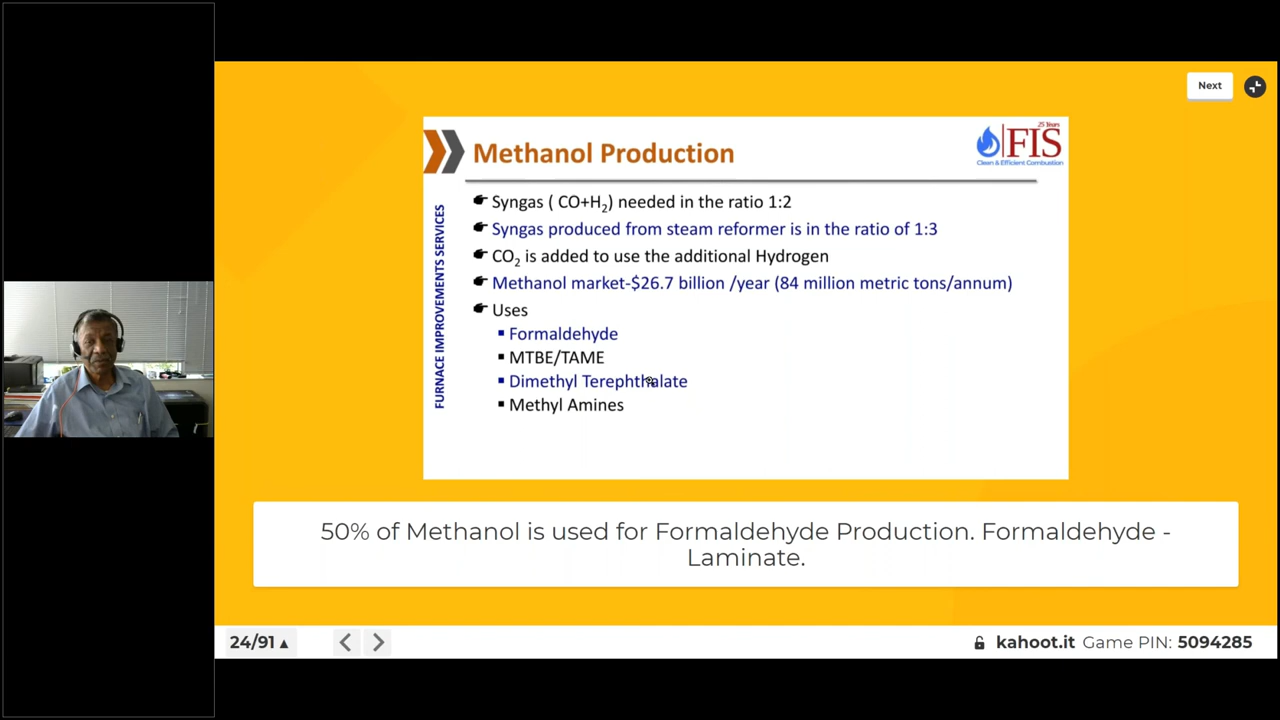 Next
25 Years
FIS
Clean & Efficient Combustion
Methanol Production
FURNACE IMPROVEMENTS SERVICES
Syngas ( CO+H₂) needed in the ratio 1:2
Syngas produced from steam reformer is in the ratio of 1:3
CO₂ is added to use the additional Hydrogen
Methanol market-$26.7 billion /year (84 million metric tons/annum)
Uses
Formaldehyde
MTBE/TAME
Dimethyl Terephthalate
Methyl Amines
50% of Methanol is used for Formaldehyde Production. Formaldehyde -
Laminate.
24/91
kahoot.it Game PIN: 5094285